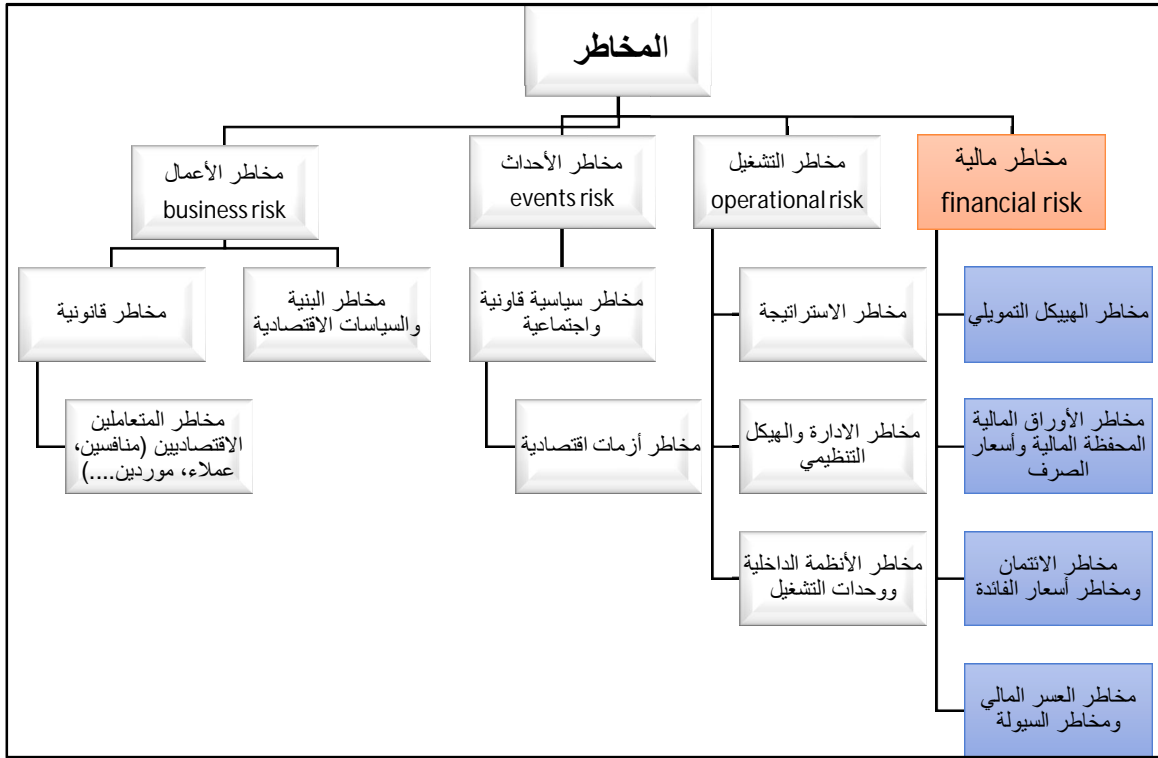 المخاطر
مخاطر مالية
financial risk
مخاطر الهييكل التمويلي
مخاطر الأوراق المالية
المحفظة المالية وأسعار
الصرف
مخاطر الائتمان
ومخاطر أسعار الفائدة
مخاطر العسر المالي
ومخاطر السيولة
مخاطر التشغيل
operational risk
مخاطر الاستراتيجة
مخاطر الادارة والهيكل
التنظيمي
مخاطر الأنظمة الداخلية
ووحدات التشغيل
مخاطر الأحداث
events risk
مخاطر سياسية قاونية
واجتماعية
مخاطر أزمات اقتصادية
مخاطر الأعمال
business risk
مخاطر البنية
والسياسات الاقتصادية
مخاطر قانونية
مخاطر المتعاملين
الاقتصاديين (منافسين،
عملاء، موردين....)